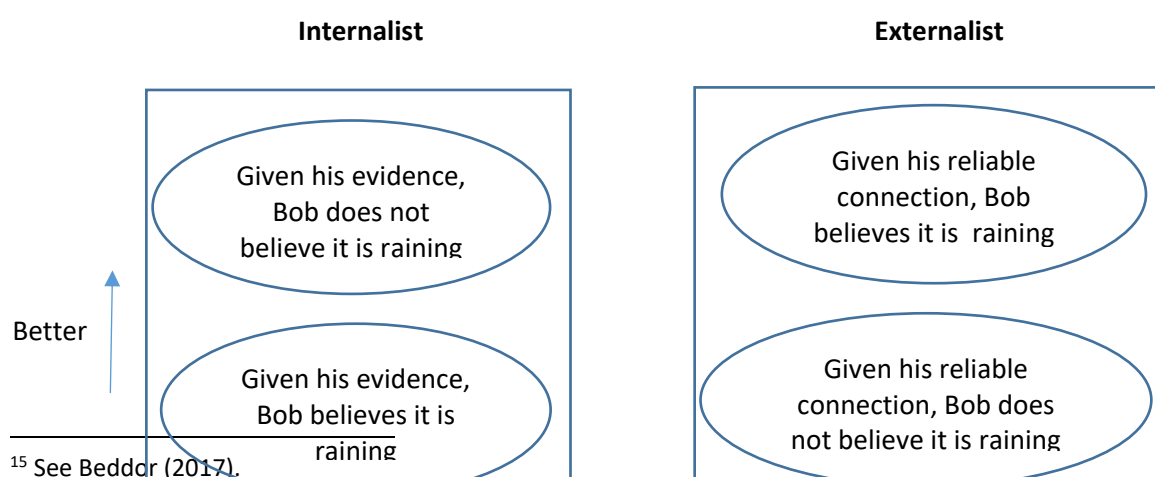 Internalist
Externalist
Given his evidence,
Bob does not
believe it is raining
Given his reliable
connection, Bob
believes it is raining
Better
Given his evidence,
Bob believes it is
raining
Given his reliable
connection, Bob does
not believe it is raining
15 See Beddor (2017).